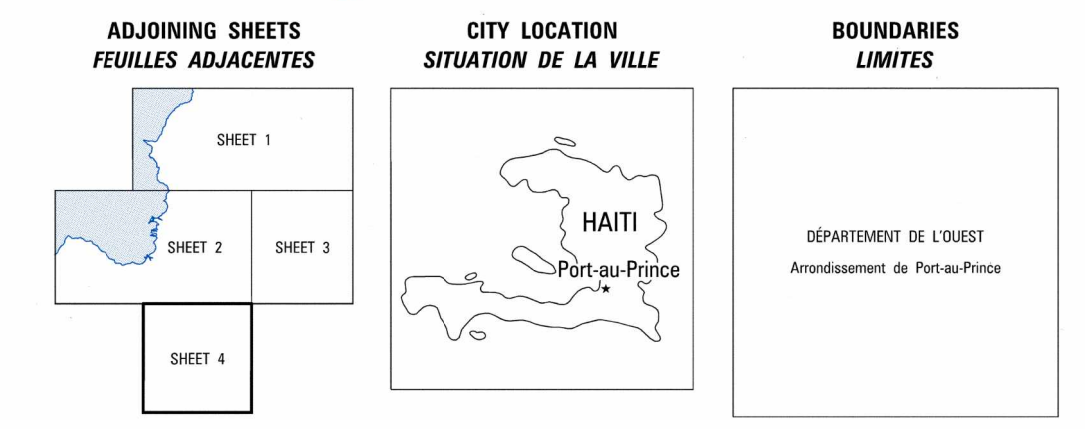 ADJOINING SHEETS
FEUILLES ADJACENTES
SHEET 1
SHEET 2
SHEET 3
SHEET 4
CITY LOCATION
SITUATION DE LA VILLE
HAITI
Port-au-Prince
BOUNDARIES
LIMITES
DÉPARTEMENT DE L'OUEST
Arrondissement de Port-au-Prince